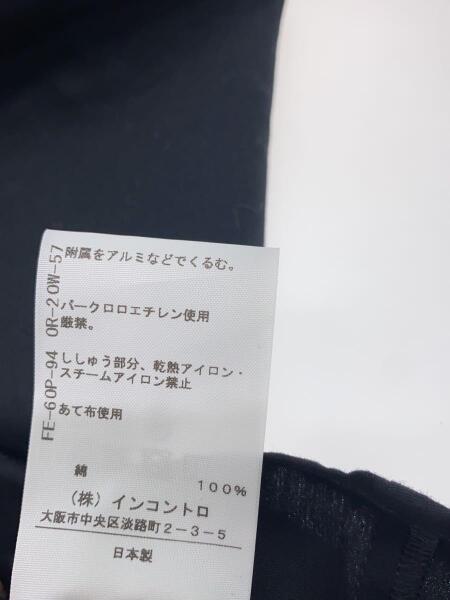 附属をアルミなどでくるむ。
パークロロエチレン使用
厳禁。
ししゅう部分、乾熱アイロン・
スチームアイロン禁止
あて布使用
綿
100%
(株)インコントロ
大阪市中央区淡路町2-3-5
日本製
FE-60P-94 OR-20W-57